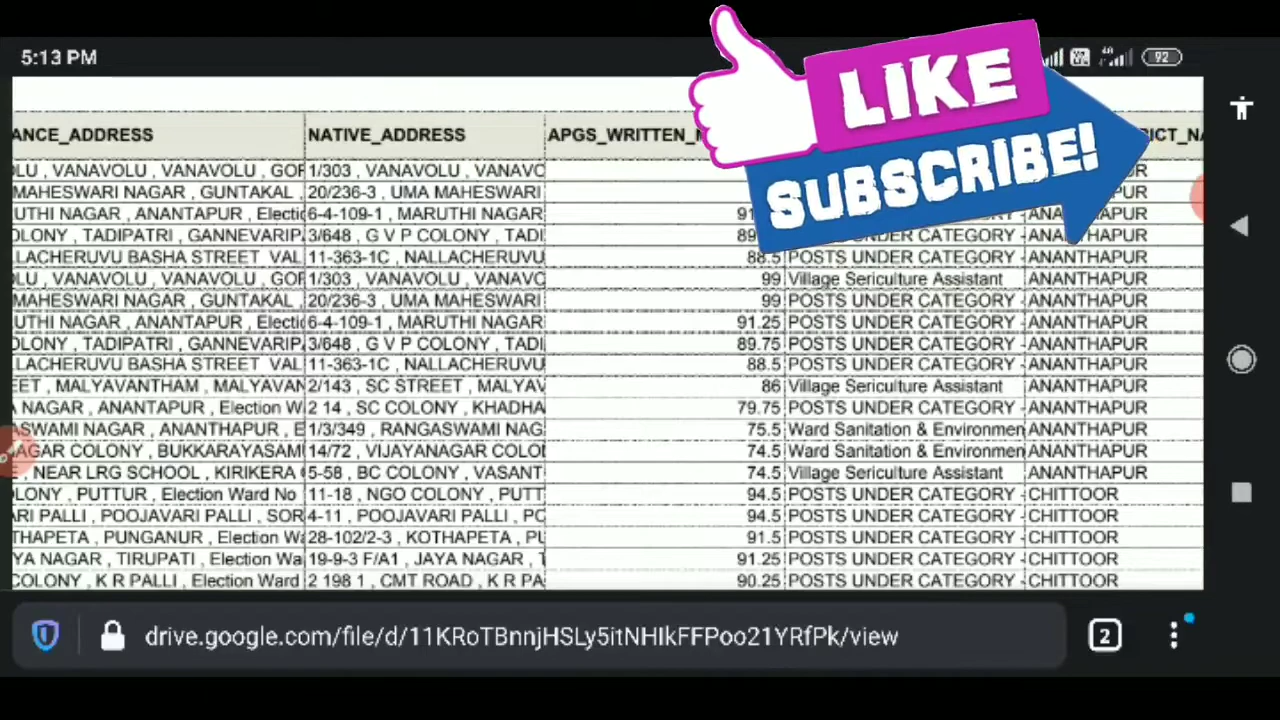 5:13 PM
92
LIKE
SUBSCRIBE!
ANCE_ADDRESS NATIVE_ADDRESS APGS_WRITTEN_
OLU , VANAVOLU , VANAVOLU , GOF 1/303 , VANAVOLU , VANAVO
MAHESWARI NAGAR , GUNTAKAL , 20/236-3 , UMA MAHESWARI
RUTHI NAGAR , ANANTAPUR , Electic 6-4-109-1 , MARUTHI NAGAR
OLONY , TADIPATRI , GANNEVARIP 3/648 , G V P COLONY , TADI POSTS UNDER CATEGORY - ANANTHAPUR
LLACHERUVU BASHA STREET VAL 11-363-1C , NALLACHERUVU 88.5 POSTS UNDER CATEGORY - ANANTHAPUR
OLU , VANAVOLU , VANAVOLU , GOF 1/303 , VANAVOLU , VANAVO 99 Village Sericulture Assistant ANANTHAPUR
MAHESWARI NAGAR , GUNTAKAL , 20/236-3 , UMA MAHESWARI 99 POSTS UNDER CATEGORY - ANANTHAPUR
RUTHI NAGAR , ANANTAPUR , Electic 6-4-109-1 , MARUTHI NAGAR 91.25 POSTS UNDER CATEGORY - ANANTHAPUR
OLONY , TADIPATRI , GANNEVARIP 3/648 , G V P COLONY , TADI 89.75 POSTS UNDER CATEGORY - ANANTHAPUR
LLACHERUVU BASHA STREET VAL 11-363-1C , NALLACHERUVU 88.5 POSTS UNDER CATEGORY - ANANTHAPUR
EET , MALYAVANTHAM , MALYAVAN 2/143 , SC STREET , MALYAV 86 Village Sericulture Assistant ANANTHAPUR
A NAGAR , ANANTAPUR , Election W 2 14 , SC COLONY , KHADHA 79.75 POSTS UNDER CATEGORY - ANANTHAPUR
ASWAMI NAGAR , ANANTHAPUR , E 1/3/349 , RANGASWAMI NAG 75.5 Ward Sanitation & Environmen ANANTHAPUR
AGAR COLONY , BUKKARAYASAM 14/72 , VIJAYANAGAR COLO 74.5 Ward Sanitation & Environmen ANANTHAPUR
, NEAR LRG SCHOOL , KIRIKERA 5-58 , BC COLONY , VASANT 74.5 Village Sericulture Assistant ANANTHAPUR
OLONY , PUTTUR , Election Ward No 11-18 , NGO COLONY , PUTT 94.5 POSTS UNDER CATEGORY - CHITTOOR
ARI PALLI , POOJAVARI PALLI , SOR 4-11 , POOJAVARI PALLI , PO 94.5 POSTS UNDER CATEGORY - CHITTOOR
THAPETA , PUNGANUR , Election Wa 28-102/2-3 , KOTHAPETA , PU 91.5 POSTS UNDER CATEGORY - CHITTOOR
YA NAGAR , TIRUPATI , Election Wa 19-9-3 F/A1 , JAYA NAGAR , T 91.25 POSTS UNDER CATEGORY - CHITTOOR
COLONY , K R PALLI , Election Ward 2 198 1 , CMT ROAD , K R PA 90.25 POSTS UNDER CATEGORY - CHITTOOR
drive.google.com/file/d/11KRoTBnnjHSLy5itNHIkFFPoo21YRfPk/view
2